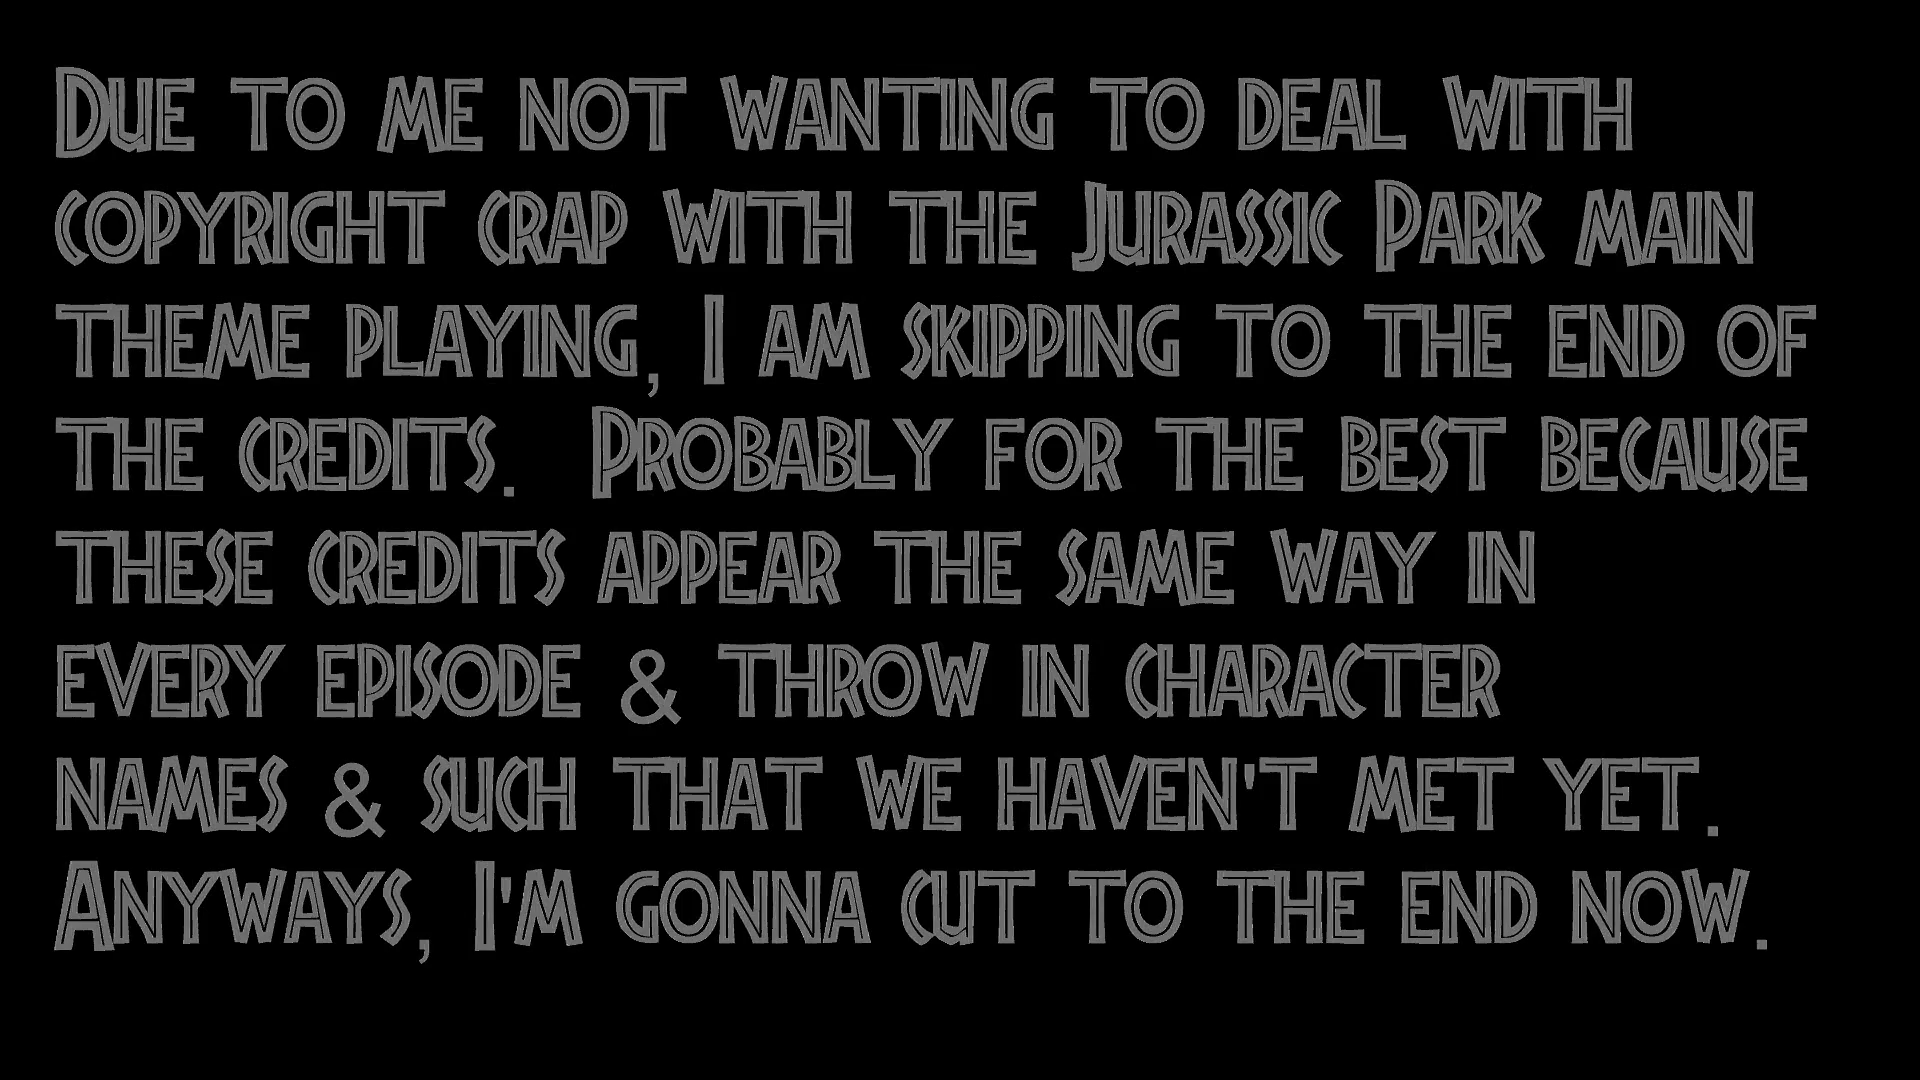 Due to me not wanting to deal with
copyright crap with the Jurassic Park main
theme playing, I am skipping to the end of
the credits.  Probably for the best because
these credits appear the same way in
every episode & throw in character
names & such that we haven't met yet.
Anyways, I'm gonna cut to the end now.